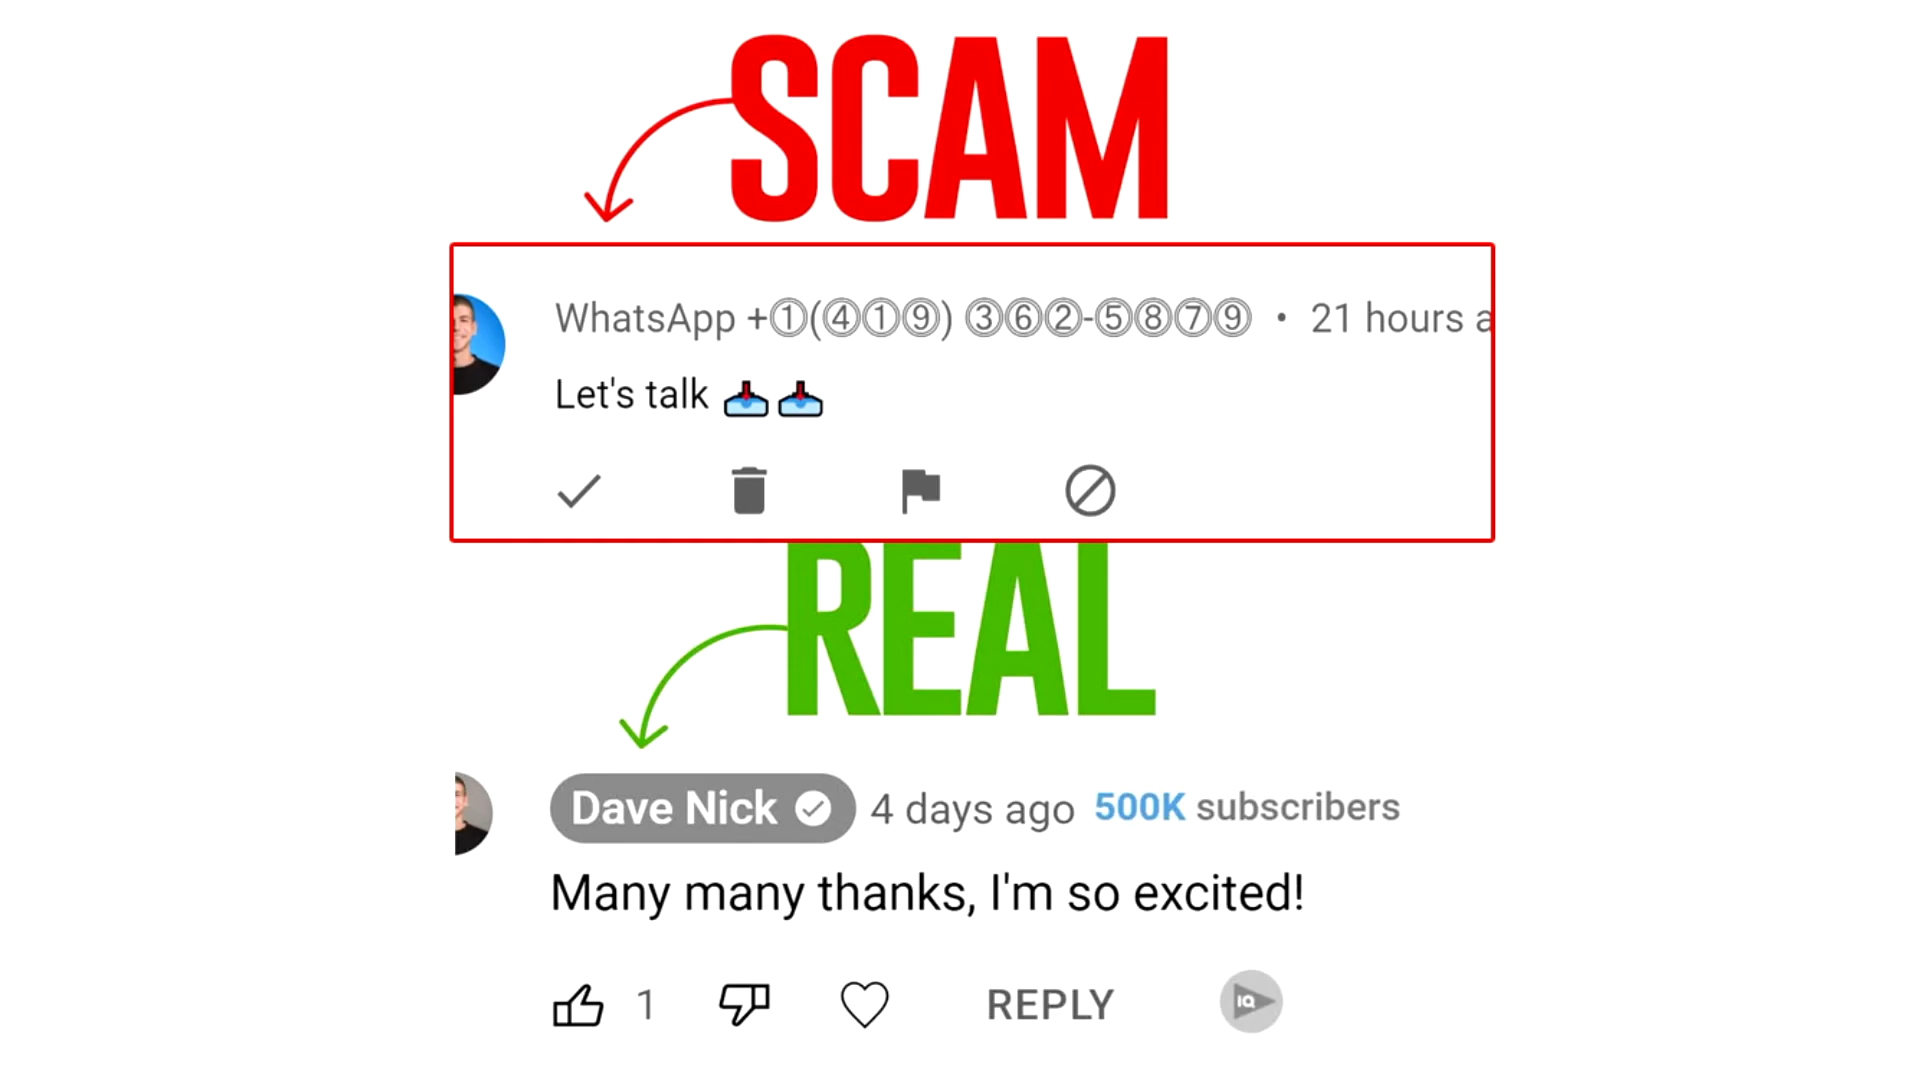 SCAM
WhatsApp +①(④①⑨) ③⑥②-⑤⑧⑦⑨ • 21 hours a
Let's talk 📥📥
REAL
Dave Nick 4 days ago 500K subscribers
Many many thanks, I'm so excited!
1 REPLY IQ